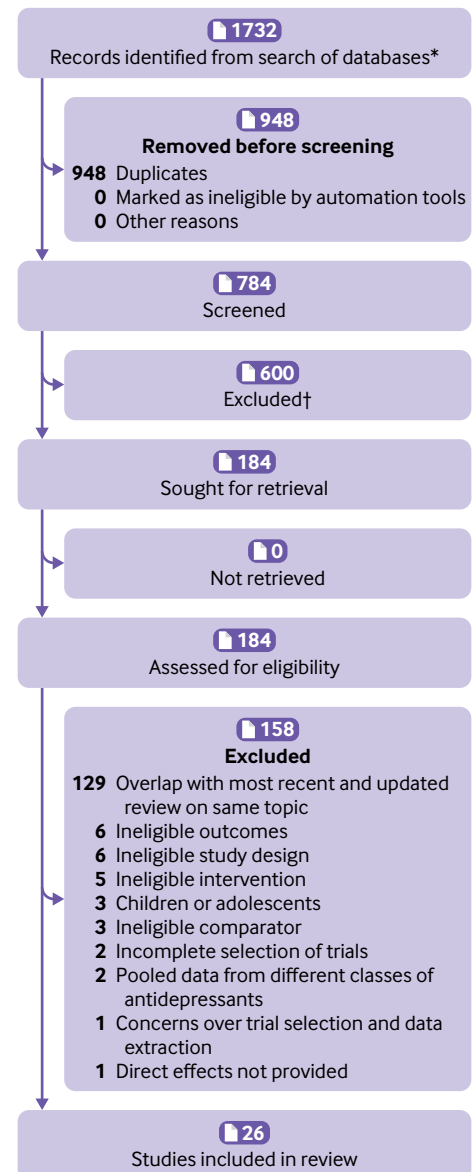 1732
Records identified from search of databases*
948
Removed before screening
948 Duplicates
0 Marked as ineligible by automation tools
0 Other reasons
784
Screened
600
Excluded†
184
Sought for retrieval
0
Not retrieved
184
Assessed for eligibility
158
Excluded
129 Overlap with most recent and updated
review on same topic
6 Ineligible outcomes
6 Ineligible study design
5 Ineligible intervention
3 Children or adolescents
3 Ineligible comparator
2 Incomplete selection of trials
2 Pooled data from different classes of
antidepressants
1 Concerns over trial selection and data
extraction
1 Direct effects not provided
26
Studies included in review